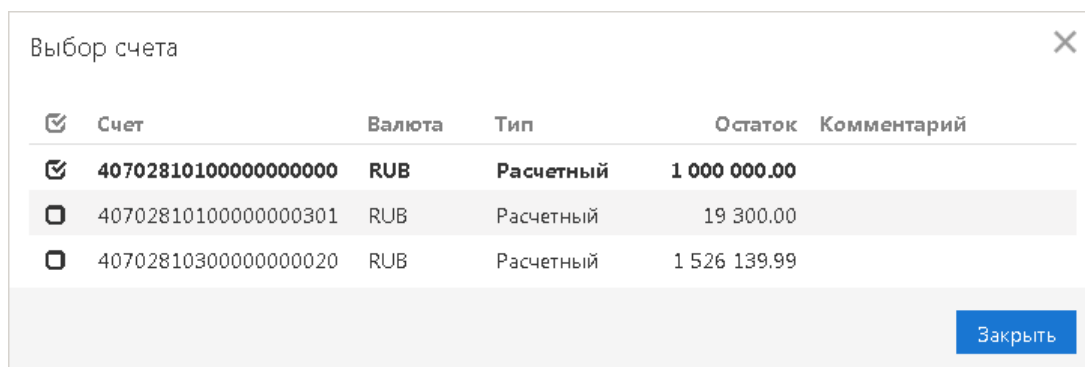 Выбор счета
Счет Валюта Тип Остаток Комментарий
40702810100000000000 RUB Расчетный 1 000 000.00
40702810100000000301 RUB Расчетный 19 300.00
40702810300000000020 RUB Расчетный 1 526 139.99
Закрыть